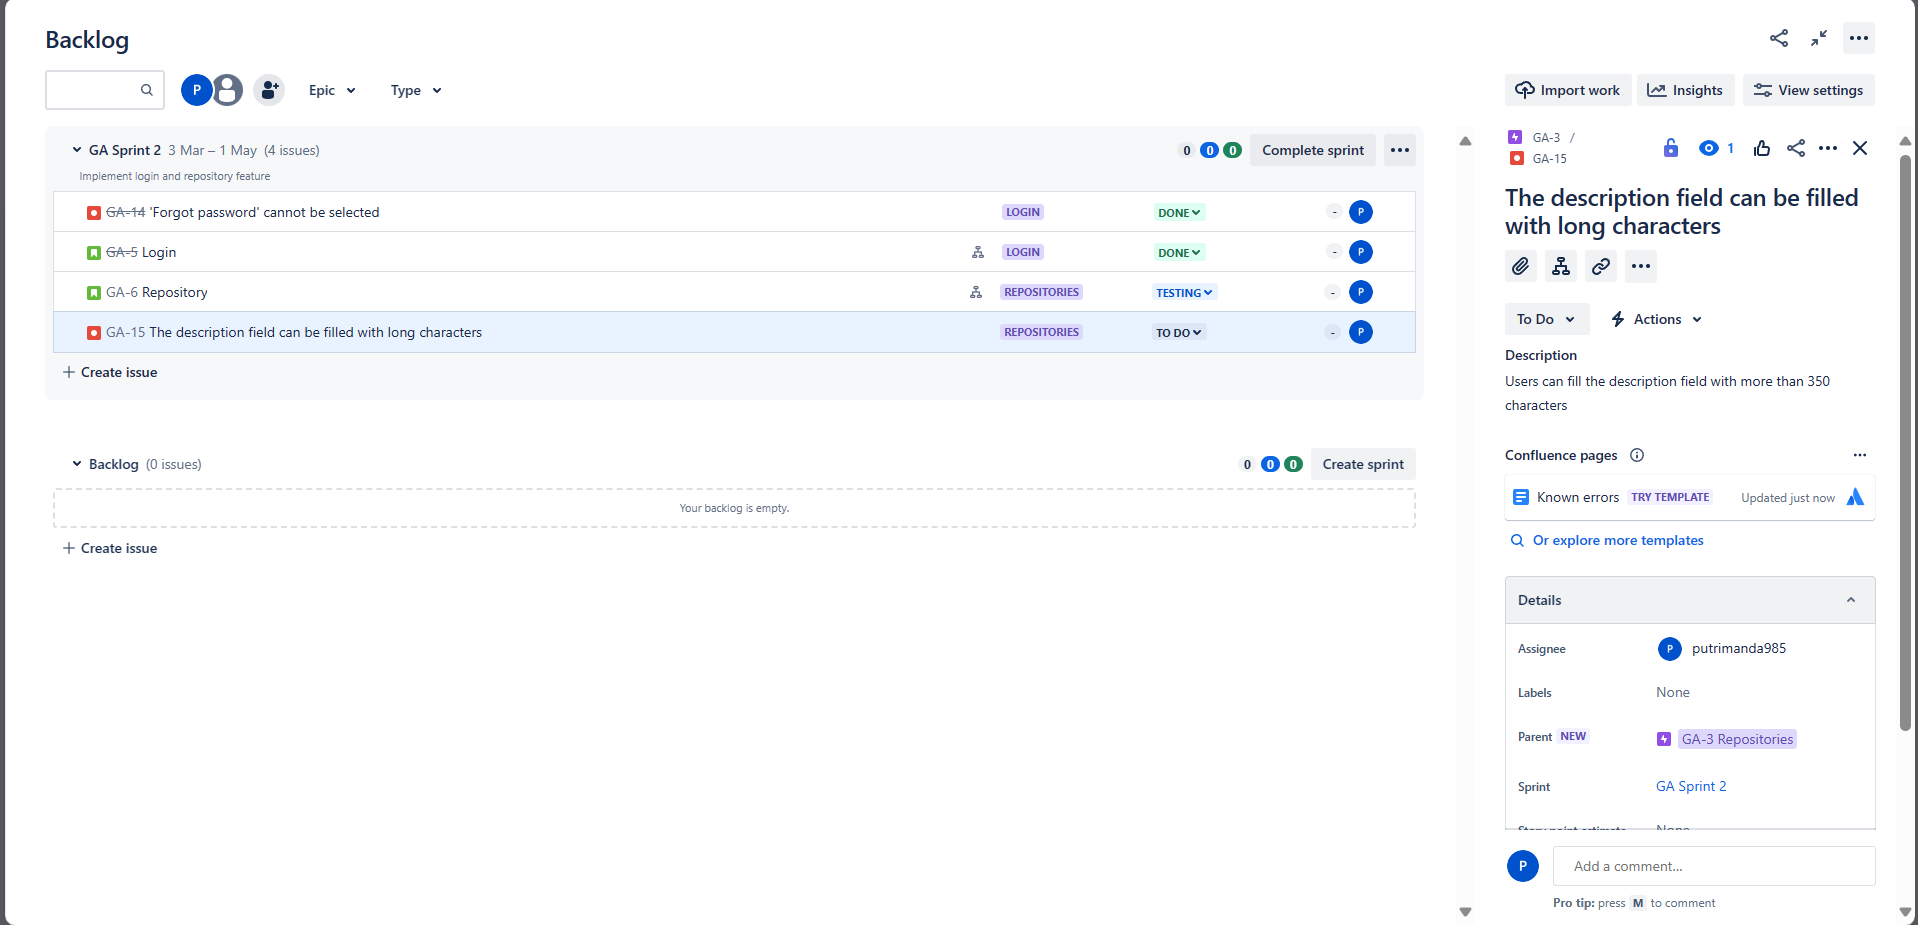 Backlog
P
Epic
Type
Import work
Insights
View settings
GA Sprint 2 3 Mar – 1 May (4 issues)
0 0 0
Complete sprint
Implement login and repository feature
GA-14 'Forgot password' cannot be selected LOGIN DONE - P
GA-5 Login LOGIN DONE - P
GA-6 Repository REPOSITORIES TESTING - P
GA-15 The description field can be filled with long characters REPOSITORIES TO DO - P
Create issue
Backlog (0 issues)
0 0 0
Create sprint
Your backlog is empty.
Create issue
GA-3 /
GA-15
1
The description field can be filled
with long characters
To Do
Actions
Description
Users can fill the description field with more than 350
characters
Confluence pages
Known errors TRY TEMPLATE Updated just now
Or explore more templates
Details
Assignee P putrimanda985
Labels None
Parent NEW GA-3 Repositories
Sprint GA Sprint 2
Story point estimate None
P Add a comment...
Pro tip: press M to comment